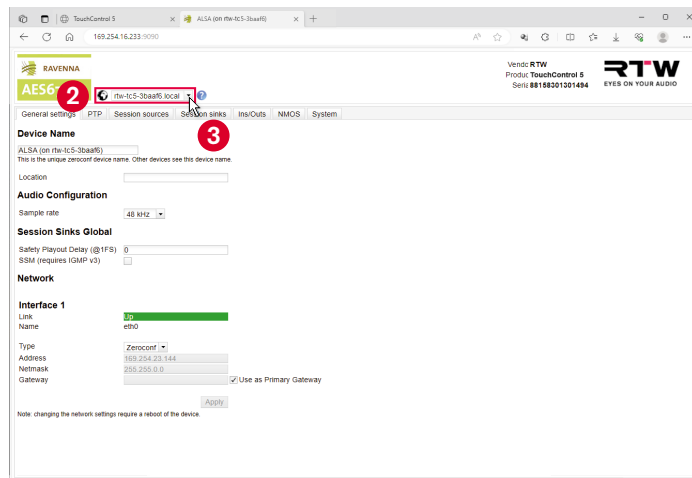 TouchControl 5
ALSA (on rtw-tc5-3baaf6)
169.254.16.233:9090
RAVENNA
AES6
2
rtw-tc5-3baaf6.local
3
Vendc RTW
Produc TouchControl 5
Seria 88158301301494
RTW
EYES ON YOUR AUDIO
General settings PTP Session sources Session sinks Ins/Outs NMOS System
Device Name
ALSA (on rtw-tc5-3baaf6)
This is the unique zeroconf device name. Other devices see this device name.
Location
Audio Configuration
Sample rate 48 kHz
Session Sinks Global
Safety Playout Delay (@1FS) 0
SSM (requires IGMP v3)
Network
Interface 1
Link Up
Name eth0
Type Zeroconf
Address 169.254.23.144
Netmask 255.255.0.0
Gateway Use as Primary Gateway
Apply
Note: changing the network settings require a reboot of the device.